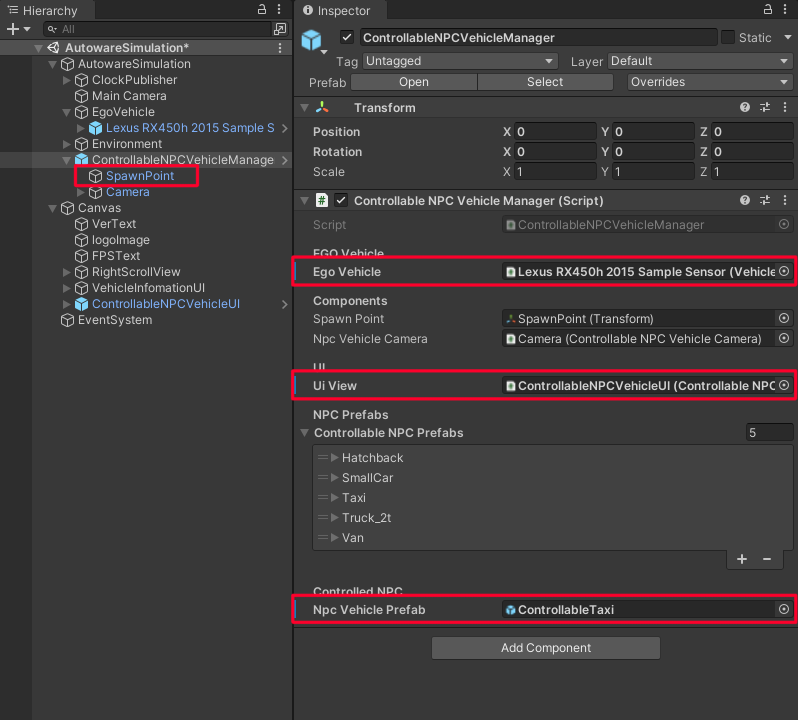 Hierarchy
All
AutowareSimulation*
AutowareSimulation
ClockPublisher
Main Camera
EgoVehicle
Lexus RX450h 2015 Sample S
Environment
ControllableNPCVehicleManage
SpawnPoint
Camera
Canvas
VerText
logoImage
FPSText
RightScrollView
VehicleInfomationUI
ControllableNPCVehicleUI
EventSystem
Inspector
ControllableNPCVehicleManager Static
Tag Untagged Layer Default
Prefab Open Select Overrides
Transform
Position X 0 Y 0 Z 0
Rotation X 0 Y 0 Z 0
Scale X 1 Y 1 Z 1
# Controllable NPC Vehicle Manager (Script)
Script # ControllableNPCVehicleManager
EGO Vehicle
Ego Vehicle # Lexus RX450h 2015 Sample Sensor (Vehicle
Components
Spawn Point SpawnPoint (Transform)
Npc Vehicle Camera # Camera (Controllable NPC Vehicle Camera)
UI
Ui View # ControllableNPCVehicleUI (Controllable NPC
NPC Prefabs
Controllable NPC Prefabs 5
Hatchback
SmallCar
Taxi
Truck_2t
Van
+ −
Controlled NPC
Npc Vehicle Prefab ControllableTaxi
Add Component